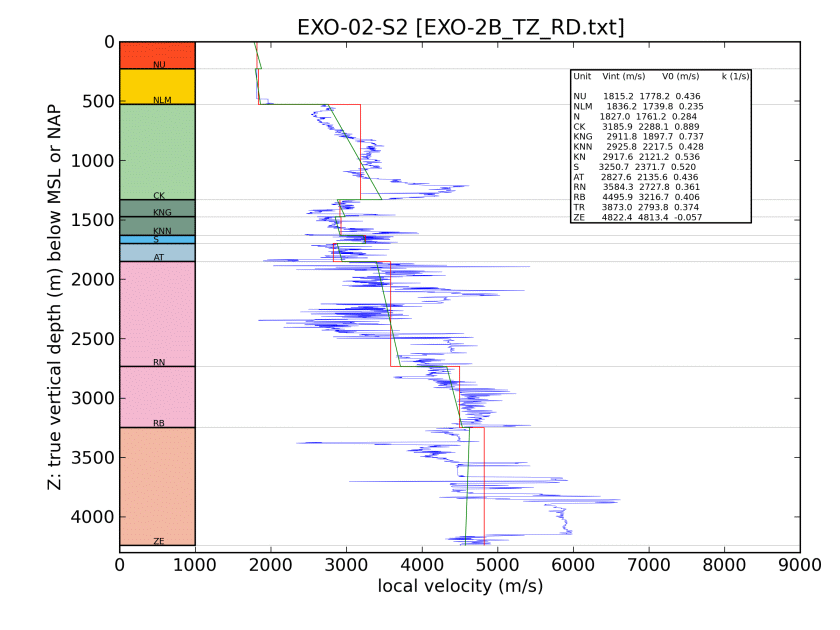 EXO-02-S2 [EXO-2B_TZ_RD.txt]
Unit Vint (m/s) V0 (m/s) k (1/s)
NU 1815.2 1778.2 0.436
NLM 1836.2 1739.8 0.235
N 1827.0 1761.2 0.284
CK 3185.9 2288.1 0.889
KNG 2911.8 1897.7 0.737
KNN 2925.8 2217.5 0.428
KN 2917.6 2121.2 0.536
S 3250.7 2371.7 0.520
AT 2827.6 2135.6 0.436
RN 3584.3 2727.8 0.361
RB 4495.9 3216.7 0.406
TR 3873.0 2793.8 0.374
ZE 4822.4 4813.4 -0.057
Z: true vertical depth (m) below MSL or NAP
0
500
1000
1500
2000
2500
3000
3500
4000
NU
NLM
CK
KNG
KNN
S
AT
RN
RB
ZE
0 1000 2000 3000 4000 5000 6000 7000 8000 9000
local velocity (m/s)